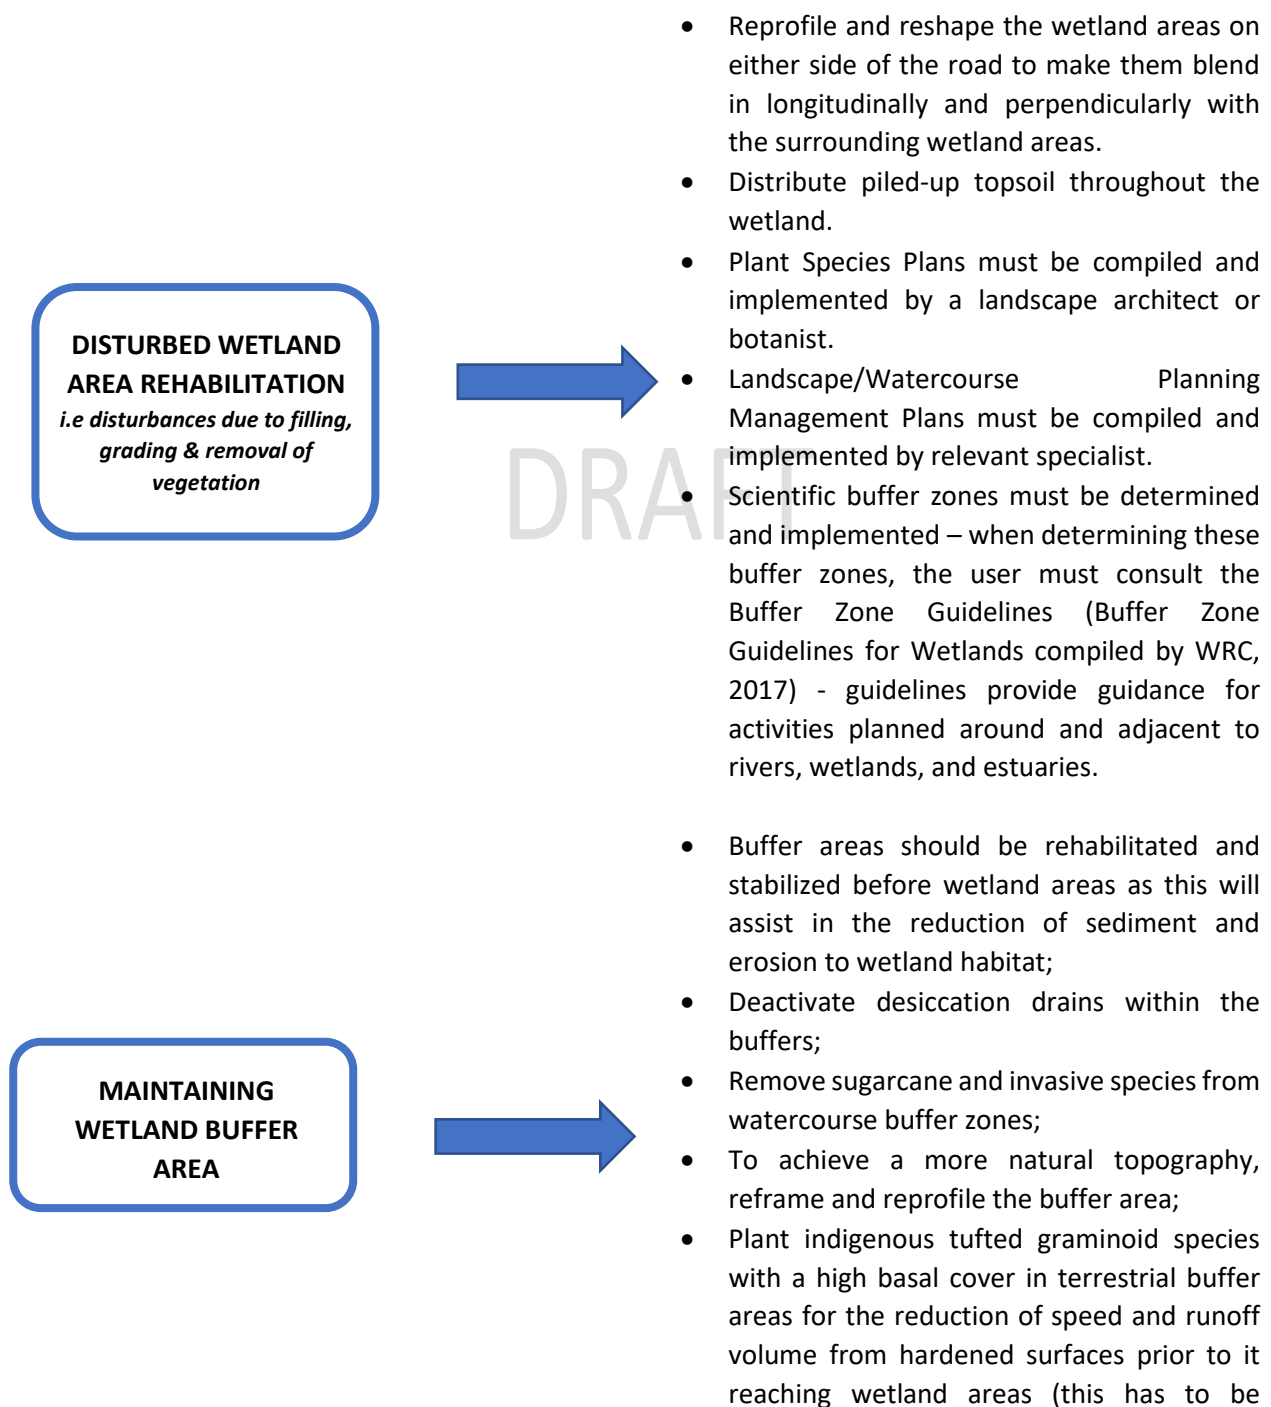 • Reprofile and reshape the wetland areas on
either side of the road to make them blend
in longitudinally and perpendicularly with
the surrounding wetland areas.
• Distribute piled-up topsoil throughout the
wetland.
• Plant Species Plans must be compiled and
implemented by a landscape architect or
botanist.
DISTURBED WETLAND
AREA REHABILITATION
i.e disturbances due to filling,
grading & removal of
vegetation
• Landscape/Watercourse Planning
Management Plans must be compiled and
implemented by relevant specialist.
DRAFT
• Scientific buffer zones must be determined
and implemented – when determining these
buffer zones, the user must consult the
Buffer Zone Guidelines (Buffer Zone
Guidelines for Wetlands compiled by WRC,
2017) - guidelines provide guidance for
activities planned around and adjacent to
rivers, wetlands, and estuaries.
• Buffer areas should be rehabilitated and
stabilized before wetland areas as this will
assist in the reduction of sediment and
erosion to wetland habitat;
• Deactivate desiccation drains within the
buffers;
MAINTAINING
WETLAND BUFFER
AREA
• Remove sugarcane and invasive species from
watercourse buffer zones;
• To achieve a more natural topography,
reframe and reprofile the buffer area;
• Plant indigenous tufted graminoid species
with a high basal cover in terrestrial buffer
areas for the reduction of speed and runoff
volume from hardened surfaces prior to it
reaching wetland areas (this has to be